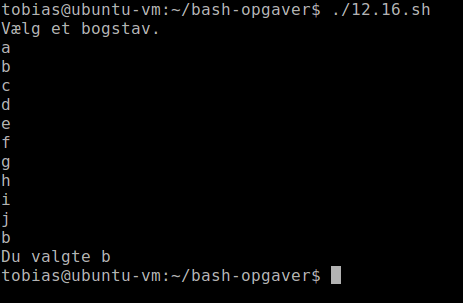 tobias@ubuntu-vm:~/bash-opgaver$ ./12.16.sh
Vælg et bogstav.
a
b
c
d
e
f
g
h
i
j
b
Du valgte b
tobias@ubuntu-vm:~/bash-opgaver$